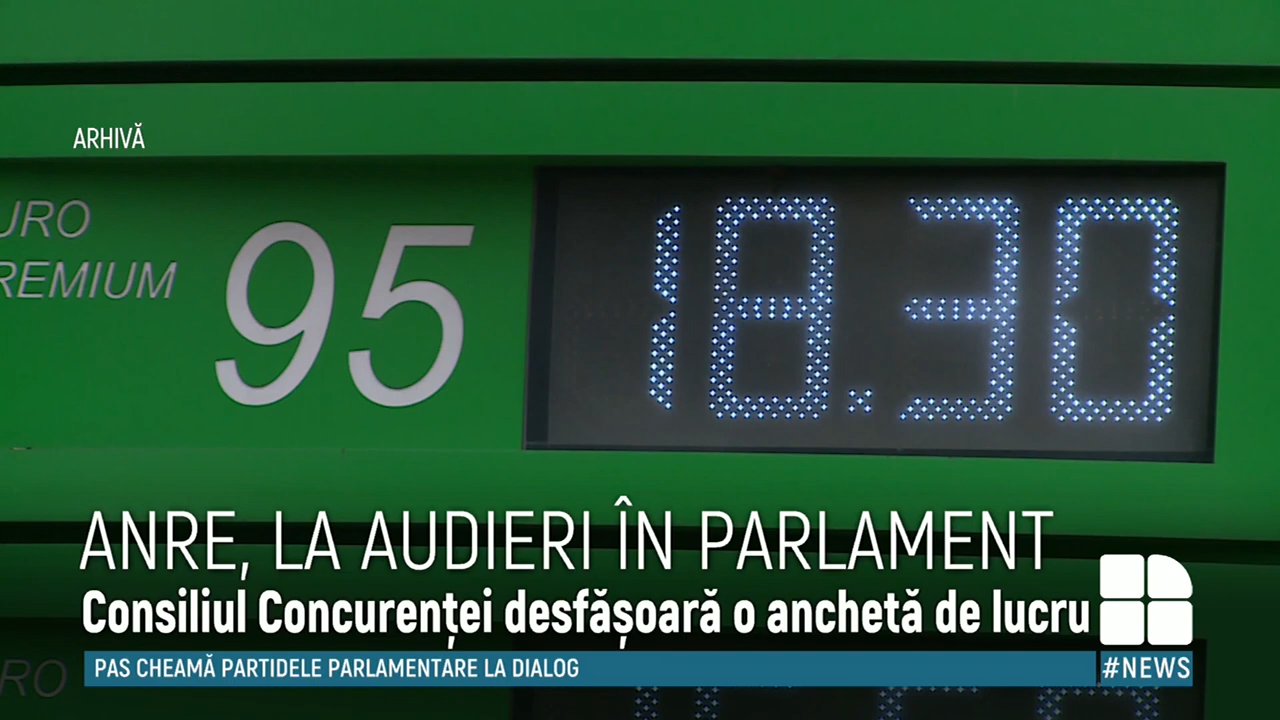 ARHIVĂ
URO
REMIUM
95
18.30
ANRE, LA AUDIERI ÎN PARLAMENT
Consiliul Concurenței desfășoară o anchetă de lucru
PAS CHEAMĂ PARTIDELE PARLAMENTARE LA DIALOG
#NEWS
RO